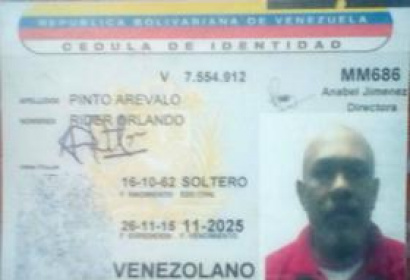 REPUBLICA BOLIVARIANA DE VENEZUELA
CEDULA DE IDENTIDAD
V 7.554.912 MM686
Anabel Jimenez
Directora
APELLIDOS PINTO AREVALO
NOMBRES RIDER ORLANDO
16-10-62 SOLTERO
F. NACIMIENTO EDO. CIVIL
26-11-15 11-2025
F. EXPEDICION F. VENCIMIENTO
VENEZOLANO